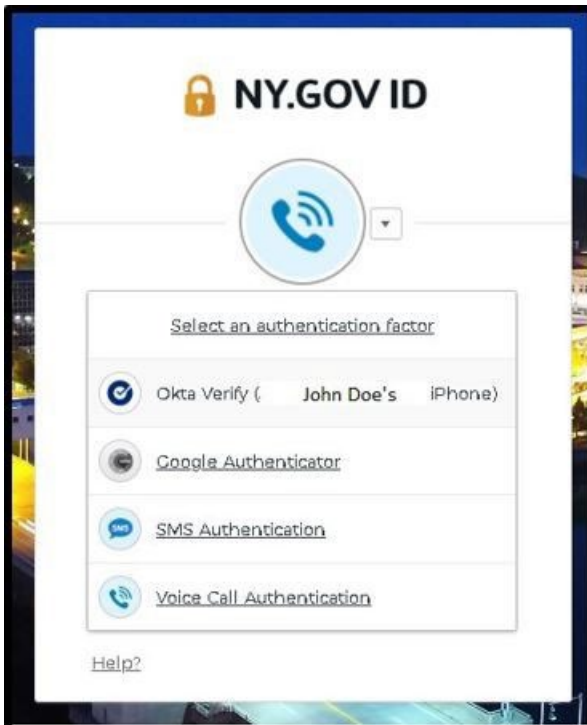 NY.GOV ID
Select an authentication factor
Okta Verify ( John Doe's iPhone)
Google Authenticator
SMS
SMS Authentication
Voice Call Authentication
Help?